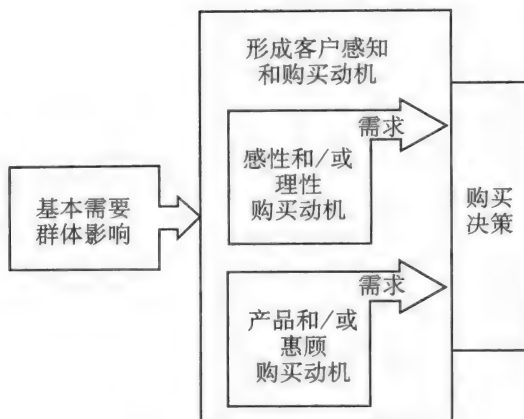 形成客户感知
和购买动机
需求
感性和/或
理性
购买动机
基本需要
群体影响
购买
决策
需求
产品和/或
惠顾
购买动机